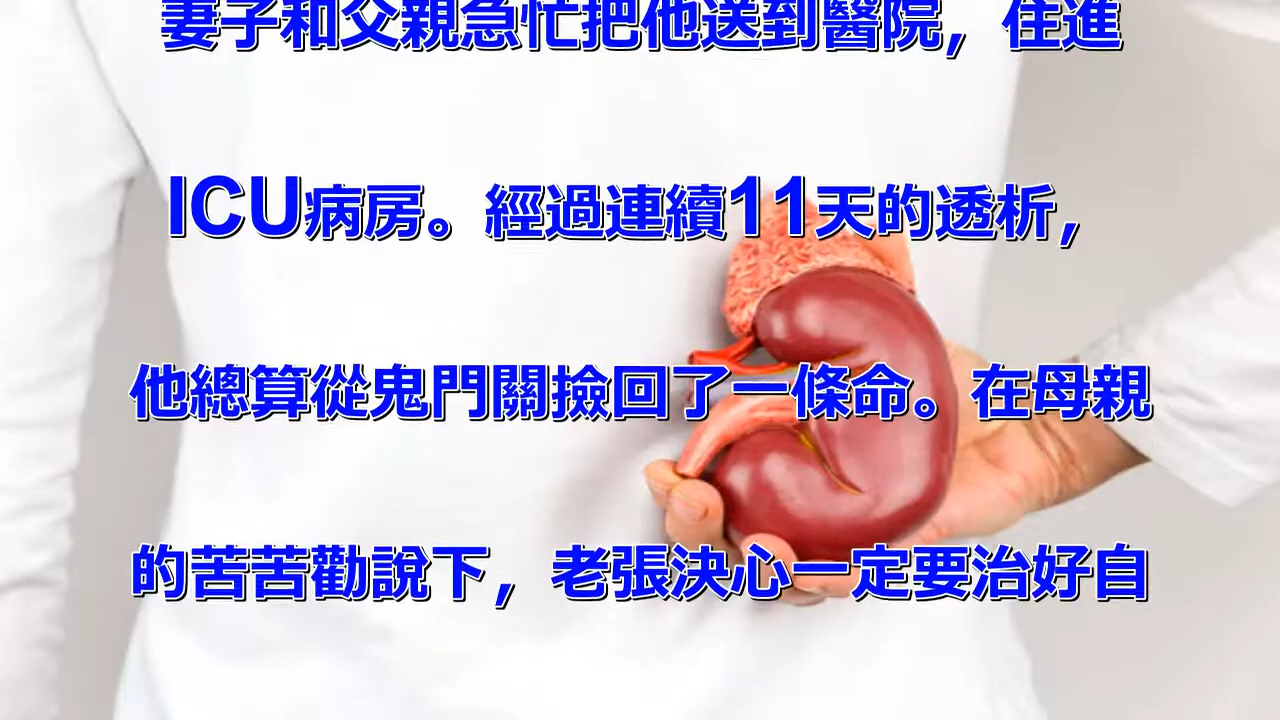 妻子和父親急忙把他送到醫院，住進
ICU病房。經過連續11天的透析，
他總算從鬼門關撿回了一條命。在母親
的苦苦勸說下，老張決心一定要治好自